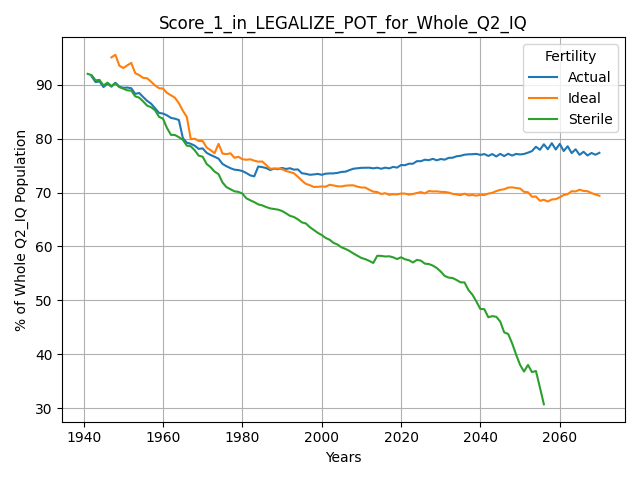 Score_1_in_LEGALIZE_POT_for_Whole_Q2_IQ
Fertility
Actual
Ideal
Sterile
% of Whole Q2_IQ Population
90
80
70
60
50
40
30
1940
1960
1980
2000
2020
2040
2060
Years